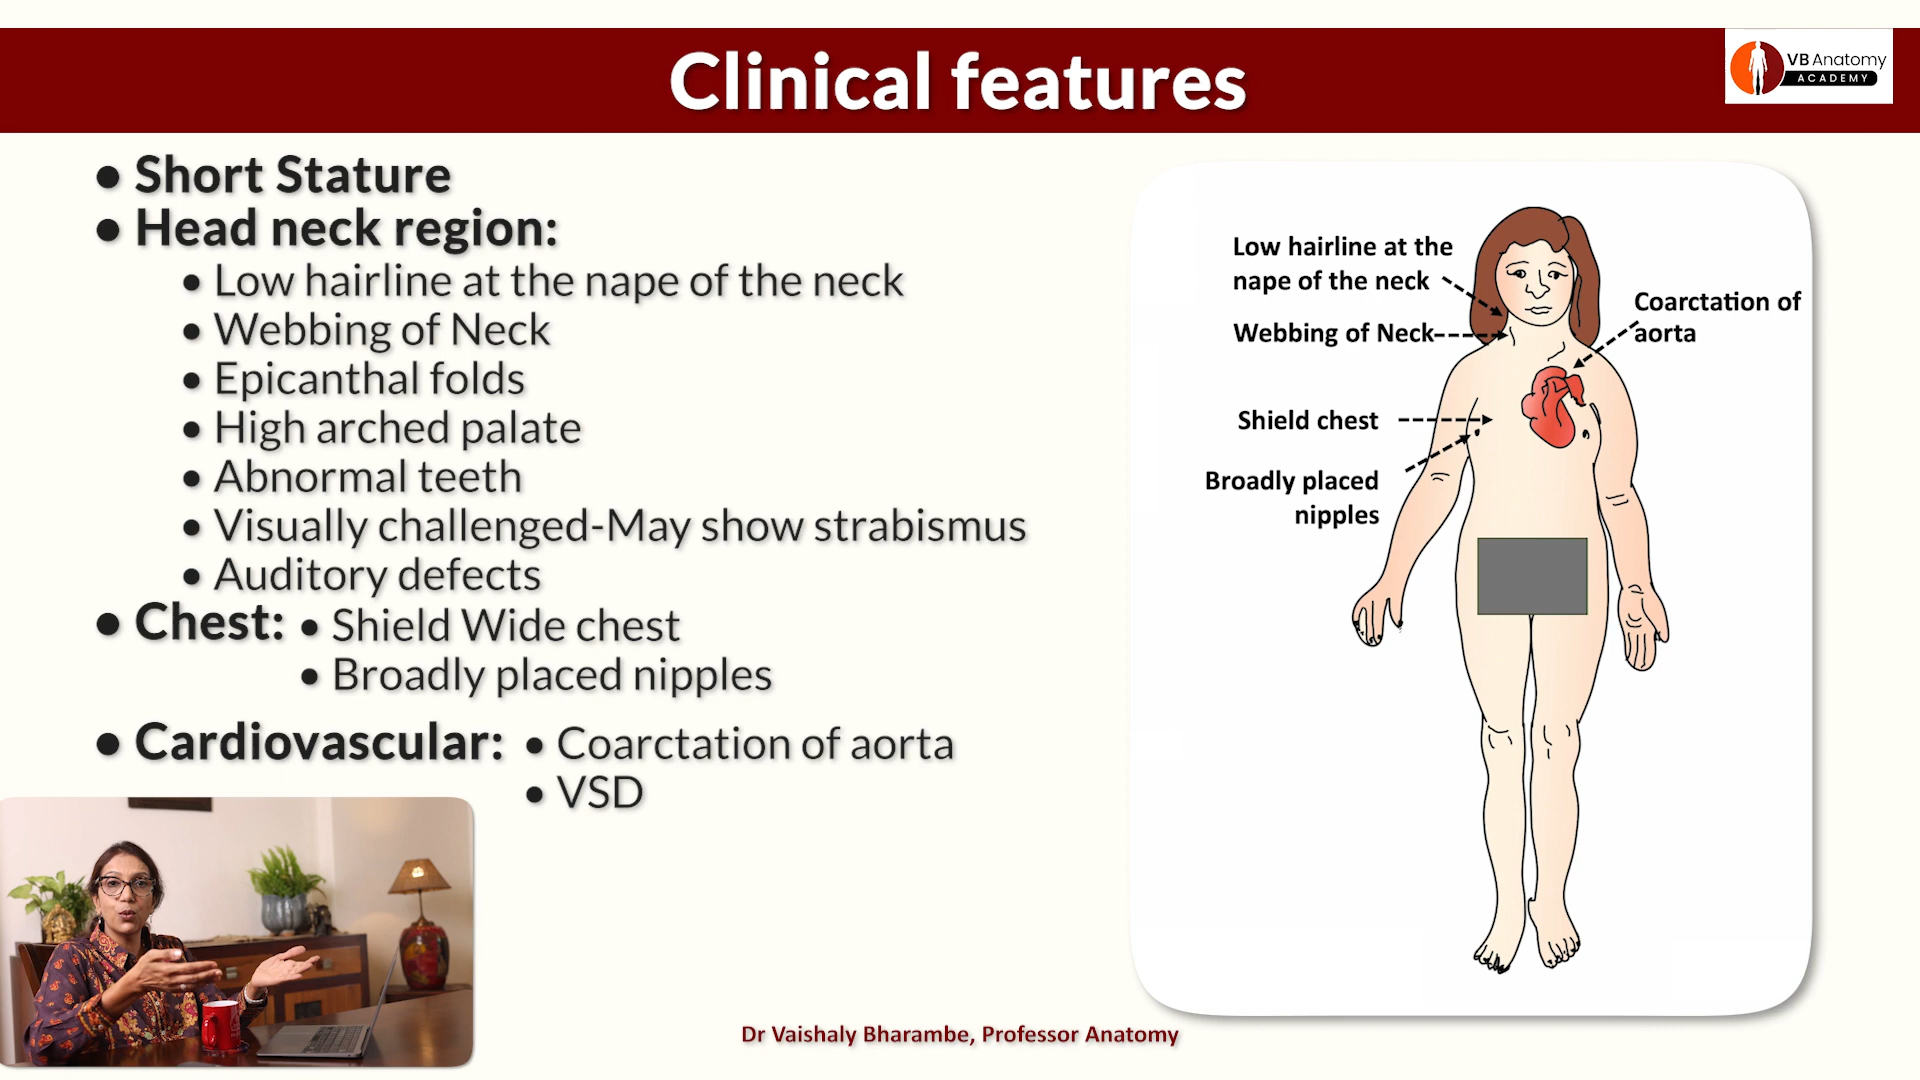 Clinical features
VB Anatomy
ACADEMY
• Short Stature
• Head neck region:
• Low hairline at the nape of the neck
• Webbing of Neck
• Epicanthal folds
• High arched palate
• Abnormal teeth
• Visually challenged-May show strabismus
• Auditory defects
• Chest: • Shield Wide chest
• Broadly placed nipples
• Cardiovascular: • Coarctation of aorta
• VSD
Low hairline at the
nape of the neck
Webbing of Neck
Coarctation of
aorta
Shield chest
Broadly placed
nipples
Dr Vaishaly Bharambe, Professor Anatomy